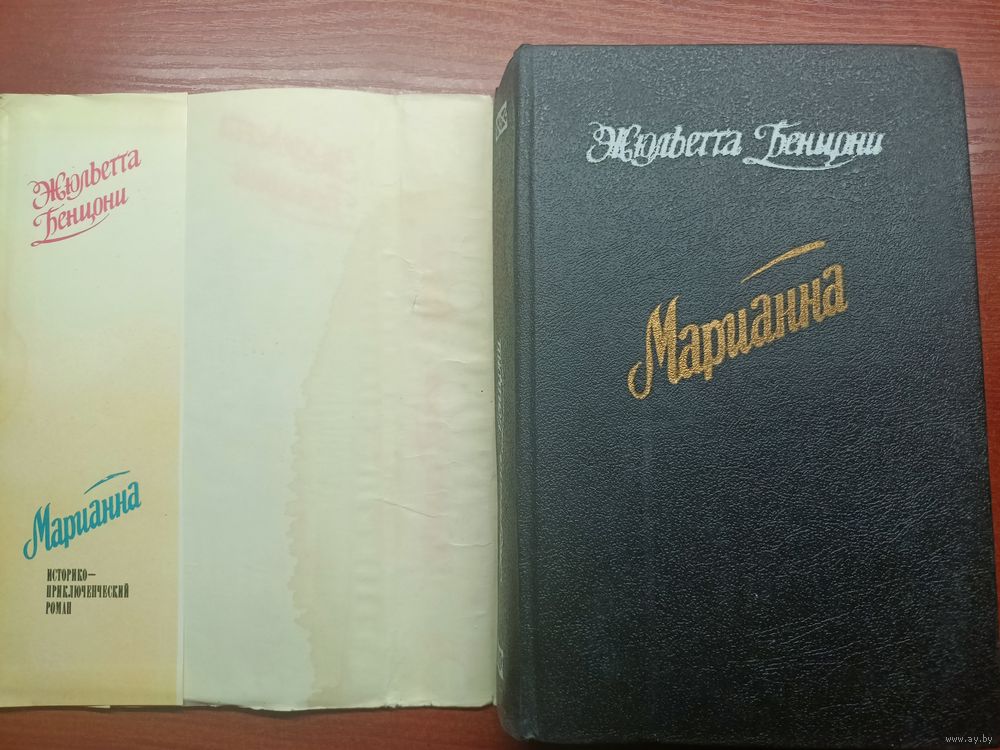 Жюльетта
Бенцони
Марианна
ИСТОРИКО—
ПРИКЛЮЧЕНЧЕСКИЙ
РОМАН
Жюльетта Бенцони
Марианна
www.ay.by